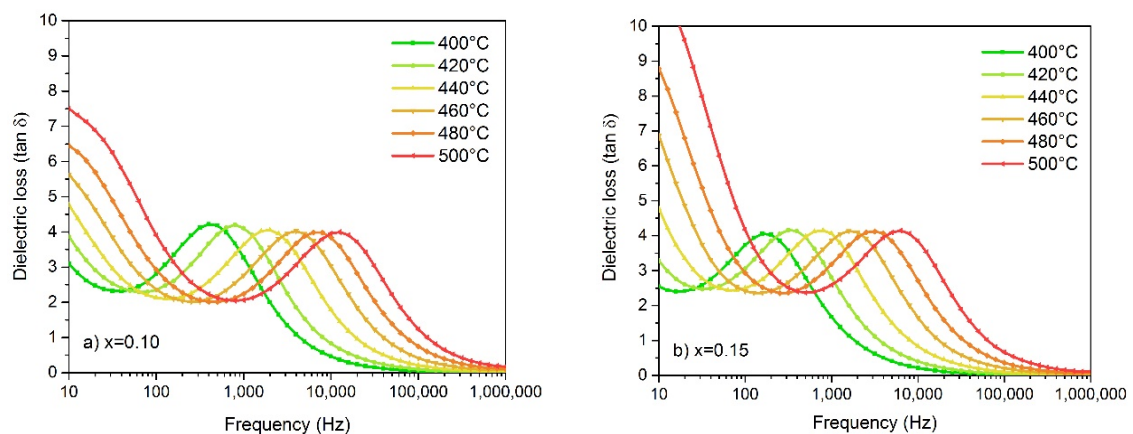 10
9
8
7
6
5
4
3
2
1
0
Dielectric loss (tan δ)
400°C
420°C
440°C
460°C
480°C
500°C
a) x=0.10
10 100 1,000 10,000 100,000 1,000,000
Frequency (Hz)
10
9
8
7
6
5
4
3
2
1
0
Dielectric loss (tan δ)
400°C
420°C
440°C
460°C
480°C
500°C
b) x=0.15
10 100 1,000 10,000 100,000 1,000,000
Frequency (Hz)